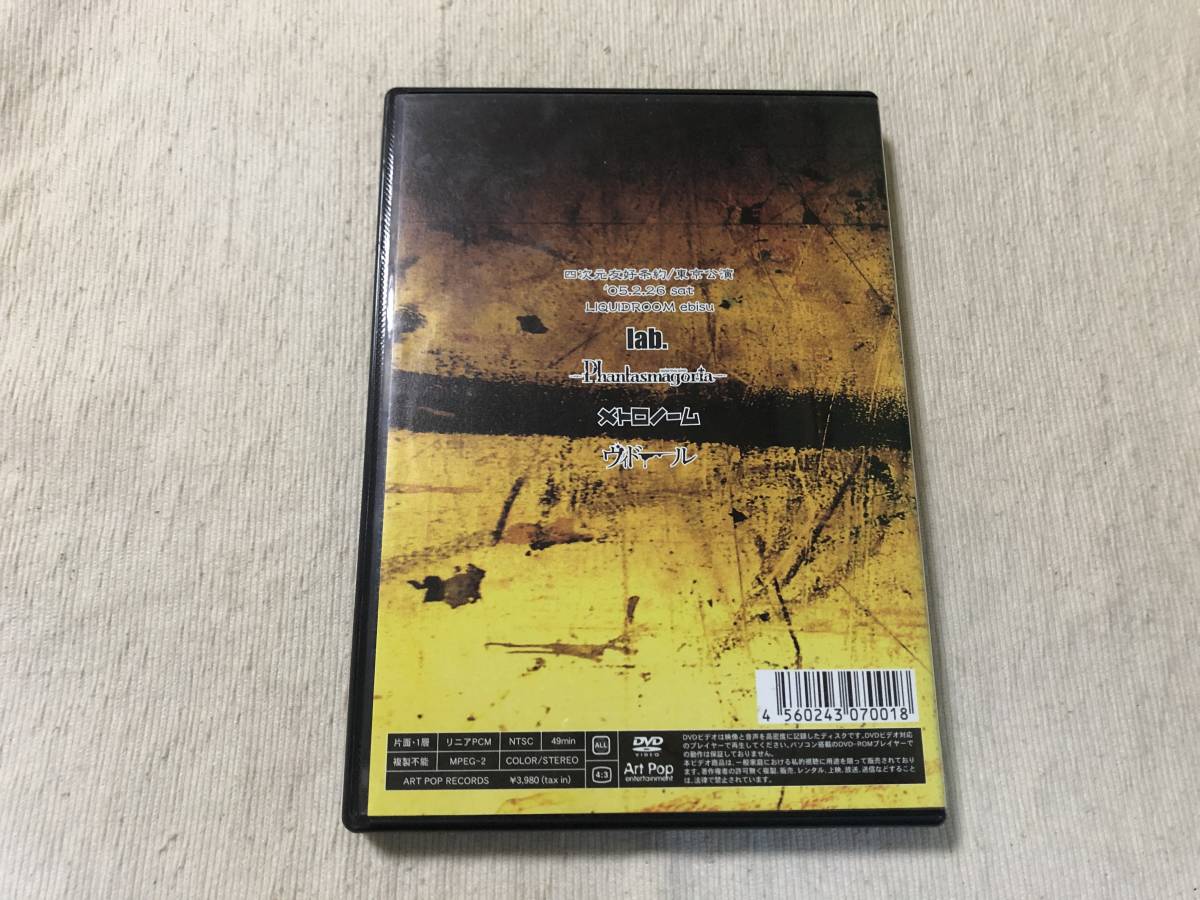 四次元友好条約/東京公演
'05.2.26 sat
LIQUIDROOM ebisu
lab.
Phantasmagoria
メトロノーム
ヴィドール
4 560243 070018
片面・1層 リニアPCM NTSC 49min ALL
複製不能 MPEG-2 COLOR/STEREO 4:3
ART POP RECORDS ¥3,980 (tax in)
DVD VIDEO
Art Pop entertainment
DVDビデオは映像と音声を高密度に記録したディスクです。DVDビデオ対応
のプレイヤーで再生してください。パソコン搭載のDVD-ROMプレイヤーで
の動作は保証しておりません。
本ビデオ商品は、一般家庭における私的視聴に用途を限って販売されており
ます。著作権者の許可無く複製、販売、レンタル、上映、放送、送信などすること
は、法律で禁止されています。